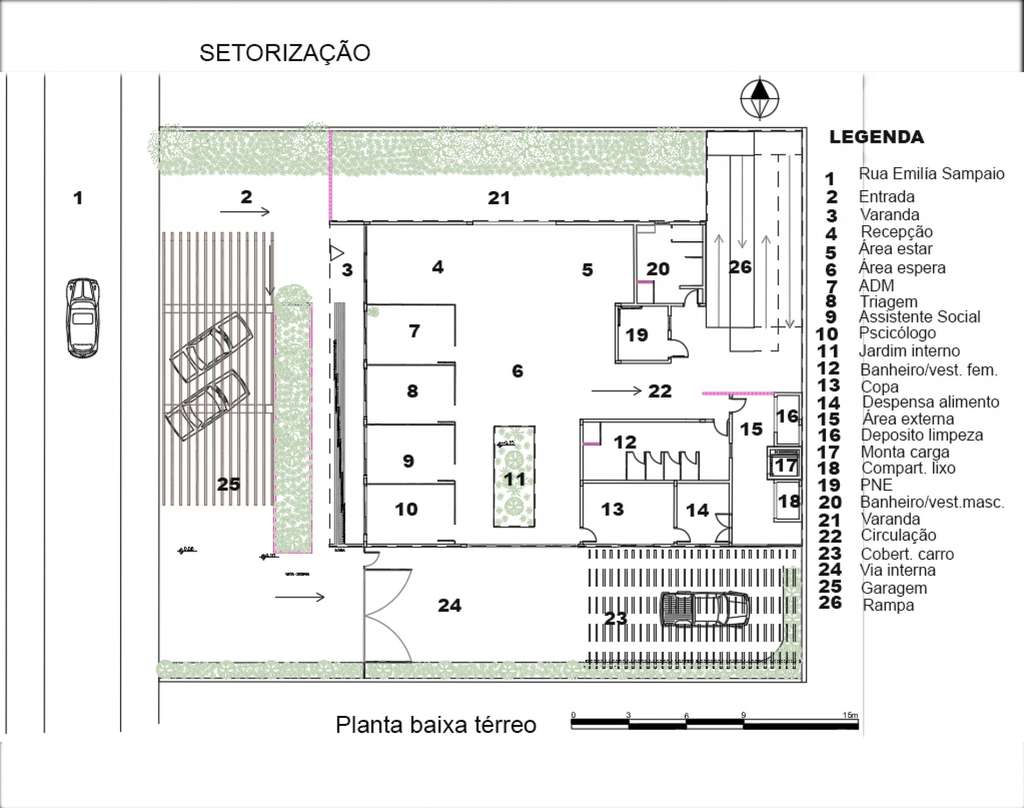 SETORIZAÇÃO
LEGENDA
1 Rua Emilía Sampaio
2 Entrada
3 Varanda
4 Recepção
5 Área estar
6 Área espera
7 ADM
8 Triagem
9 Assistente Social
10 Pscicólogo
11 Jardim interno
12 Banheiro/vest. fem.
13 Copa
14 Despensa alimento
15 Área externa
16 Deposito limpeza
17 Monta carga
18 Compart. lixo
19 PNE
20 Banheiro/vest.masc.
21 Varanda
22 Circulação
23 Cobert. carro
24 Via interna
25 Garagem
26 Rampa
1
2
21
3
4
5
20
26
7
19
6
8
22
16
15
12
9
17
11
25
10
13
14
18
24
23
Planta baixa térreo
0 3 6 9 15m